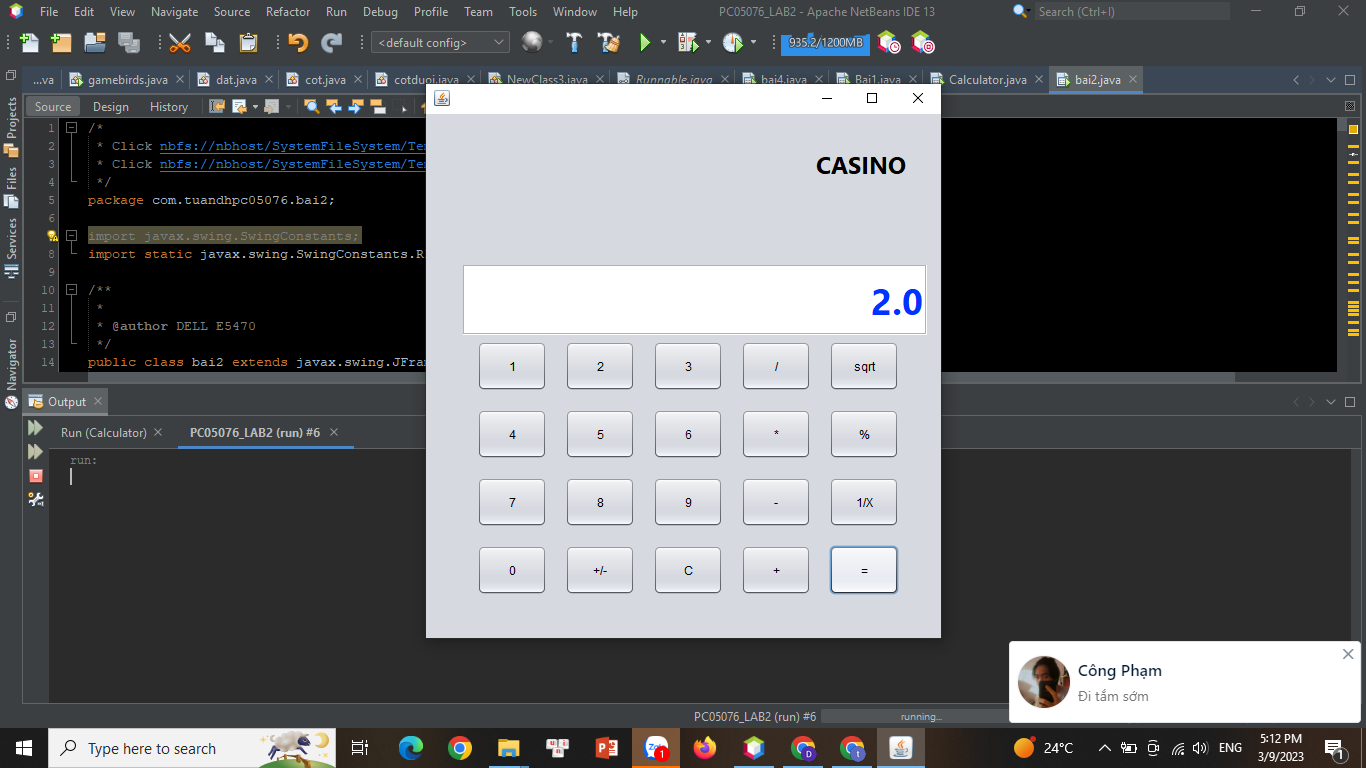 File Edit View Navigate Source Refactor Run Debug Profile Team Tools Window Help PC05076_LAB2 - Apache NetBeans IDE 13 Search (Ctrl+I)
<default config> 935.2/1200MB
...va gamebirds.java dat.java cot.java cotduoi.java NewClass3.java Runnable.java bai4.java Bai1.java Calculator.java bai2.java
Source Design History
Projects
Files
Services
Navigator
1 /*
2 * Click nbfs://nbhost/SystemFileSystem/Te
3 * Click nbfs://nbhost/SystemFileSystem/Te
4 */
5 package com.tuandhpc05076.bai2;
6
import javax.swing.SwingConstants;
8 import static javax.swing.SwingConstants.R
9
10 /**
11 *
12 * @author DELL E5470
13 */
14 public class bai2 extends javax.swing.JFra
CASINO
2.0
1 2 3 / sqrt
4 5 6 * %
7 8 9 - 1/X
0 +/- C + =
Output
Run (Calculator) PC05076_LAB2 (run) #6
run:
Công Phạm
Đi tắm sớm
PC05076_LAB2 (run) #6 running...
Type here to search 1 24°C ENG 5:12 PM
3/9/2023 1